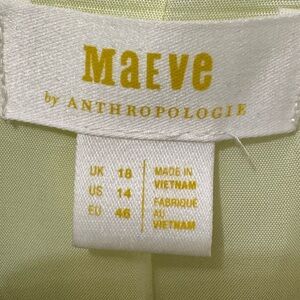 MaEve
by ANTHROPOLOGIE
UK 18
US 14
EU 46
MADE IN
VIETNAM
FABRIQUÉ
AU
VIETNAM